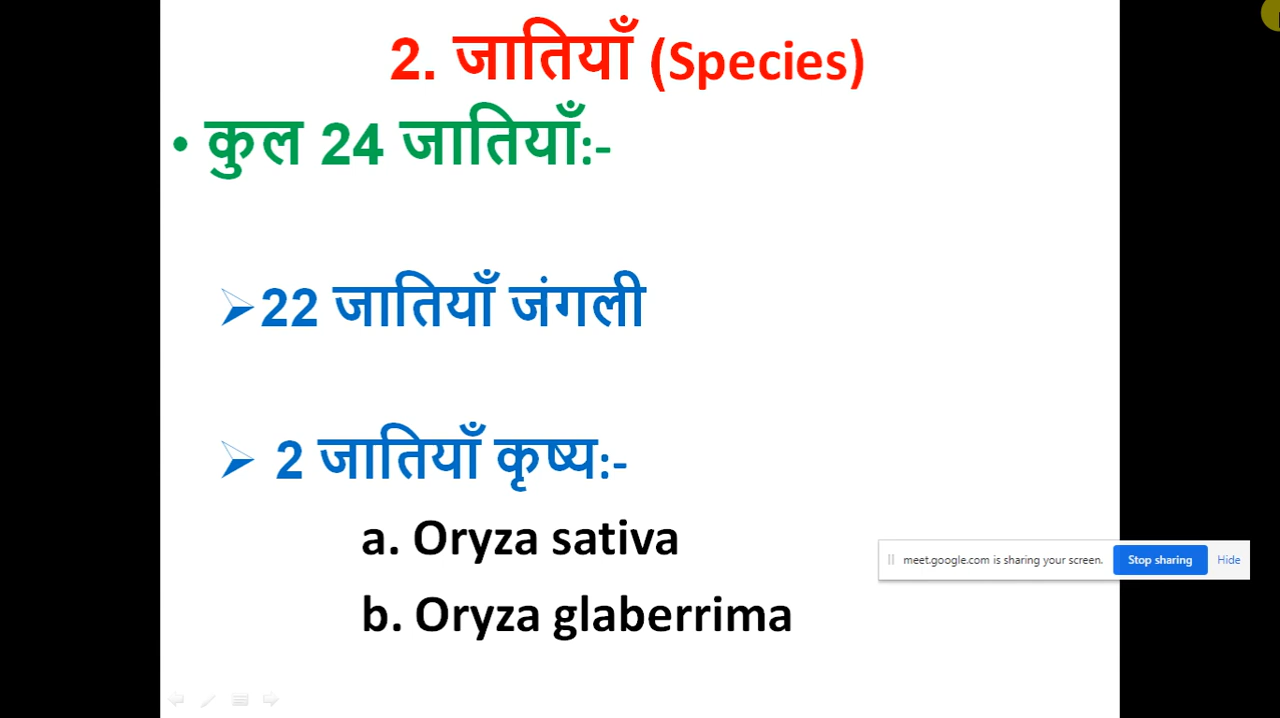 2. जातियाँ (Species)
• कुल 24 जातियाँ:-
➢22 जातियाँ जंगली
➢ 2 जातियाँ कृष्य:-
a. Oryza sativa
meet.google.com is sharing your screen. Stop sharing Hide
b. Oryza glaberrima